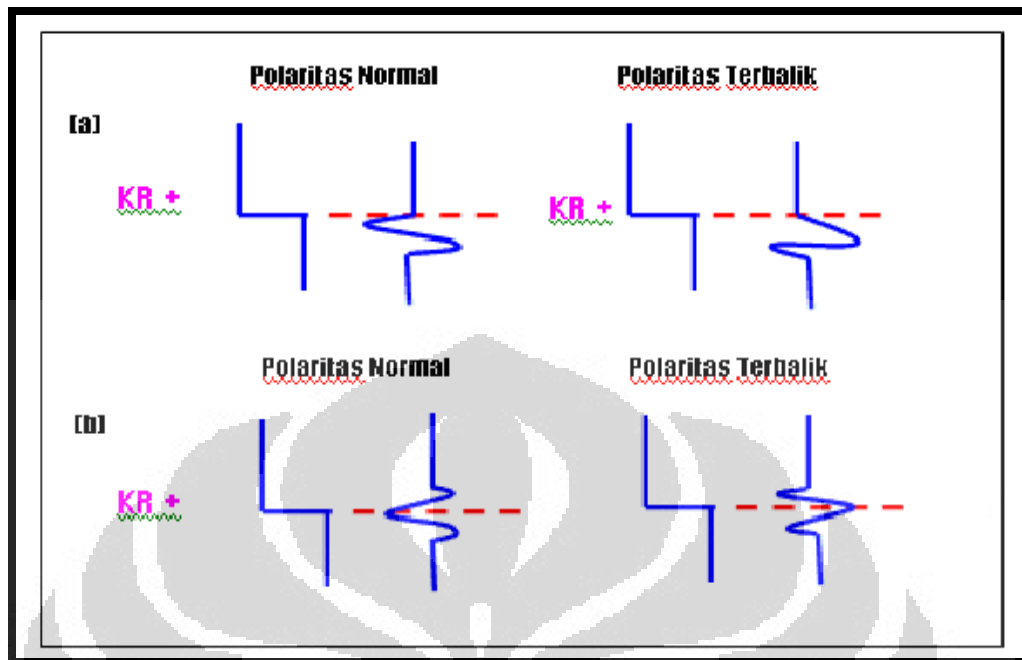 Polaritas Normal Polaritas Terbalik
[a]
KR + KR +
Polaritas Normal Polaritas Terbalik
[b]
KR +